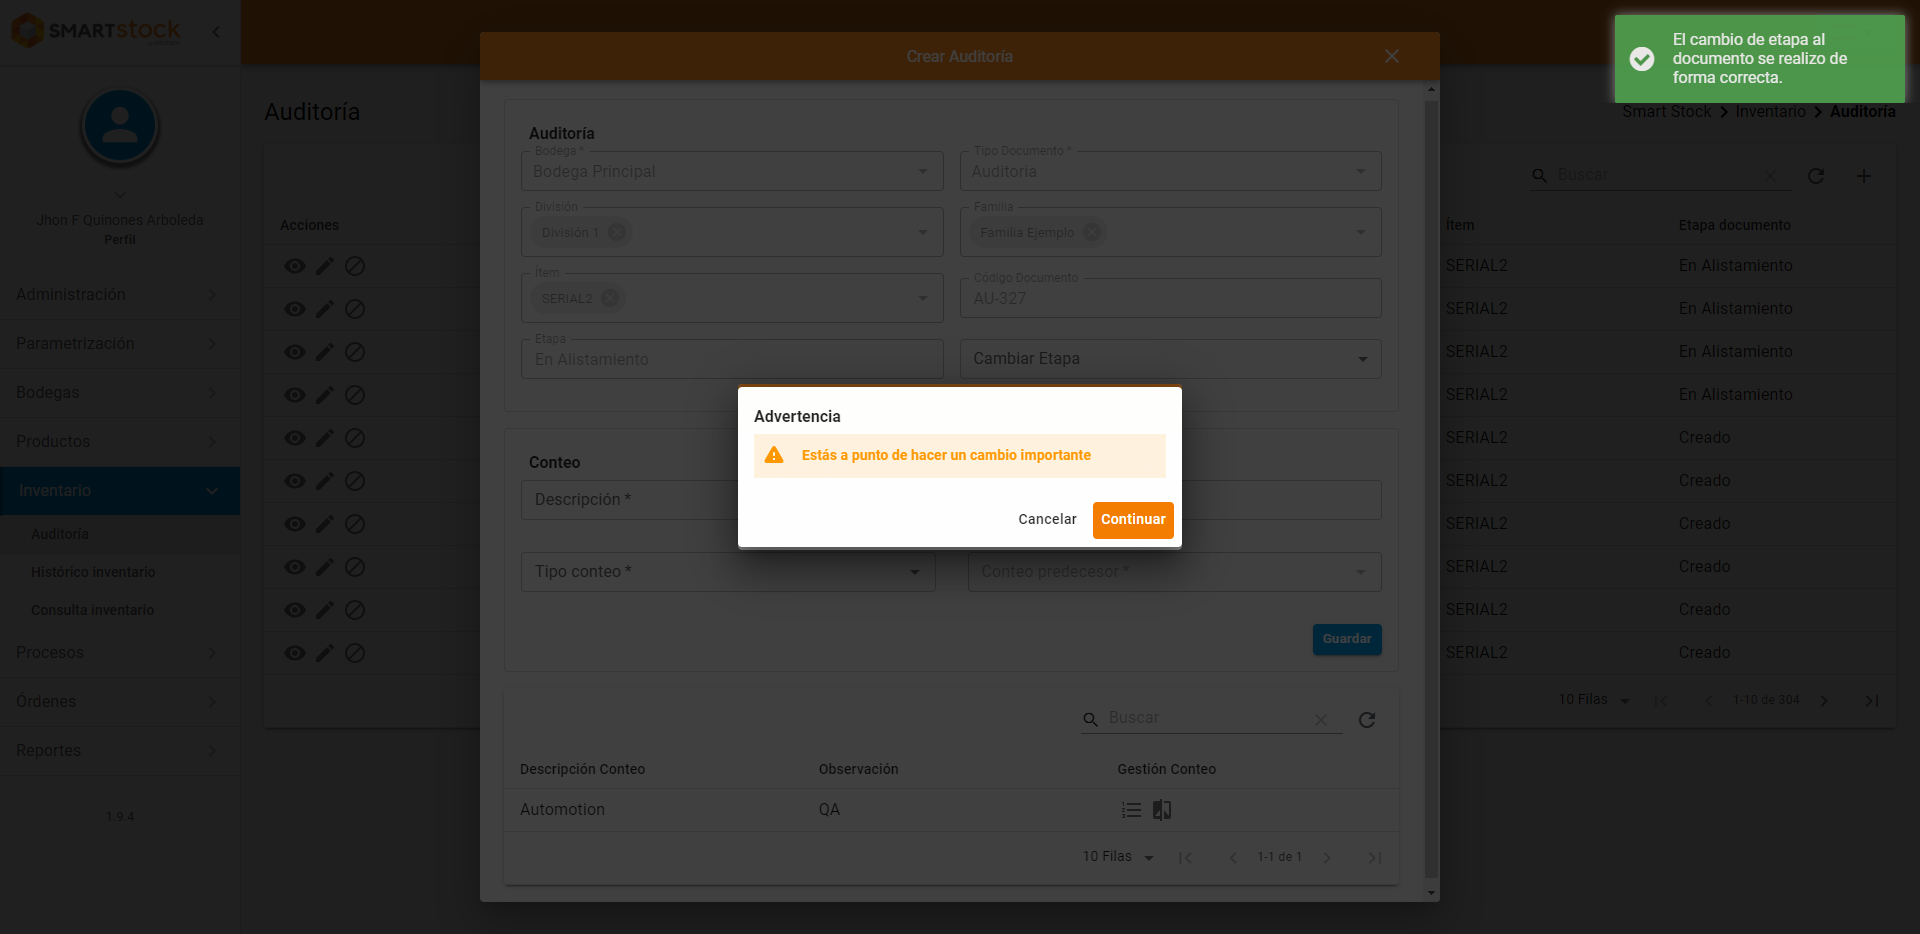 SMARTstock
Jhon F Quinones Arboleda
Perfil
Administración
Parametrización
Bodegas
Productos
Inventario
Auditoría
Histórico inventario
Consulta inventario
Procesos
Órdenes
Reportes
1.9.4
Auditoría
Smart Stock > Inventario > Auditoría
Buscar
Acciones
Ítem Etapa documento
SERIAL2 En Alistamiento
SERIAL2 En Alistamiento
SERIAL2 En Alistamiento
SERIAL2 En Alistamiento
SERIAL2 Creado
SERIAL2 Creado
SERIAL2 Creado
SERIAL2 Creado
SERIAL2 Creado
SERIAL2 Creado
10 Filas 1-10 de 304
Crear Auditoría
Auditoría
Bodega * Tipo Documento *
Bodega Principal Auditoria
División Familia
División 1 Familia Ejemplo
Ítem Código Documento
SERIAL2 AU-327
Etapa
En Alistamiento Cambiar Etapa
Conteo
Descripción *
Tipo conteo * Conteo predecesor *
Guardar
Buscar
Descripción Conteo Observación Gestión Conteo
Automotion QA
10 Filas 1-1 de 1
Advertencia
Estás a punto de hacer un cambio importante
Cancelar Continuar
El cambio de etapa al
documento se realizo de
forma correcta.